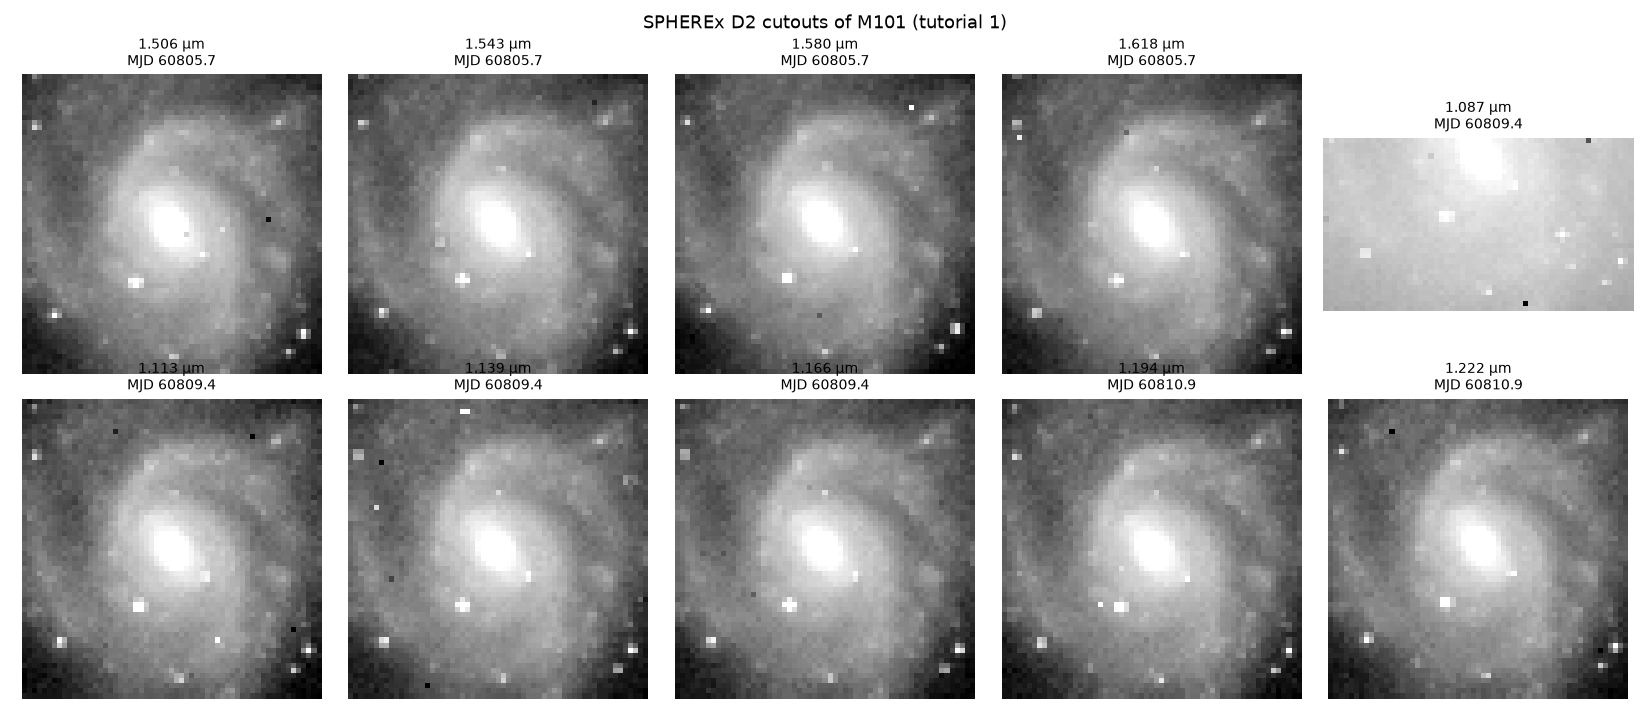 SPHEREx D2 cutouts of M101 (tutorial 1)
1.506 µm
MJD 60805.7
1.543 µm
MJD 60805.7
1.580 µm
MJD 60805.7
1.618 µm
MJD 60805.7
1.087 µm
MJD 60809.4
1.113 µm
MJD 60809.4
1.139 µm
MJD 60809.4
1.166 µm
MJD 60809.4
1.194 µm
MJD 60810.9
1.222 µm
MJD 60810.9